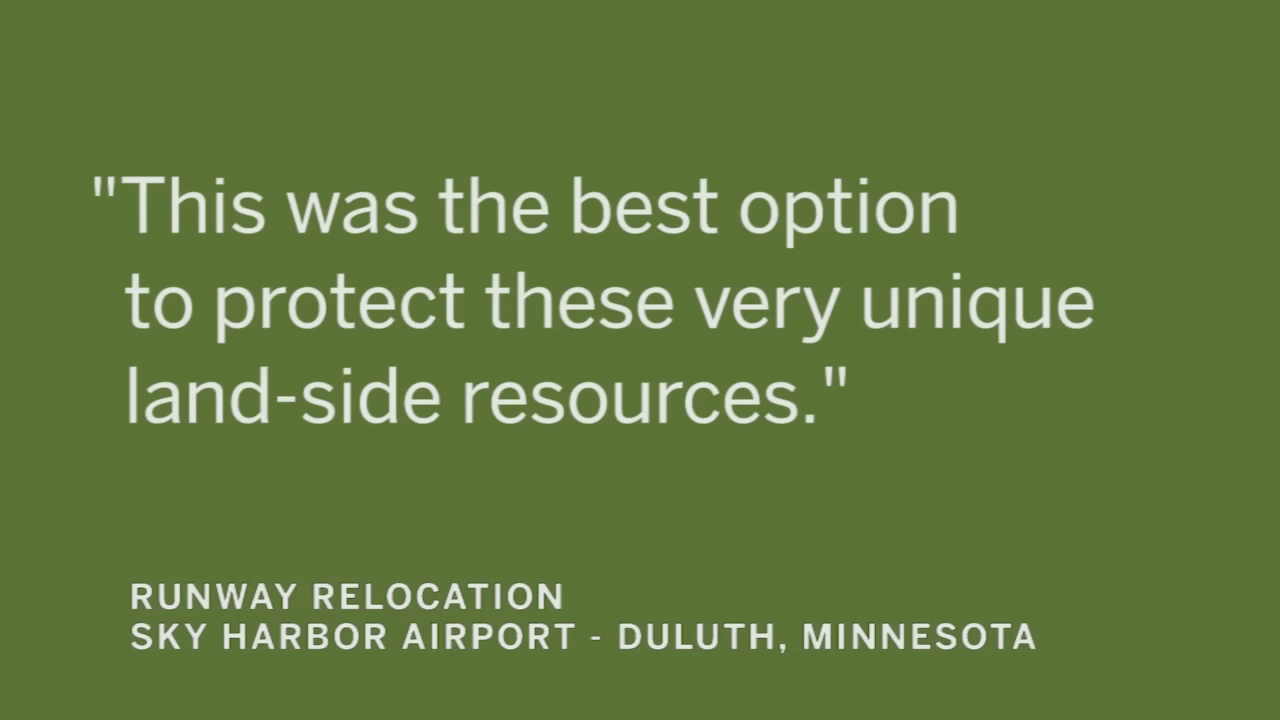 "This was the best option
to protect these very unique
land-side resources."
RUNWAY RELOCATION
SKY HARBOR AIRPORT - DULUTH, MINNESOTA